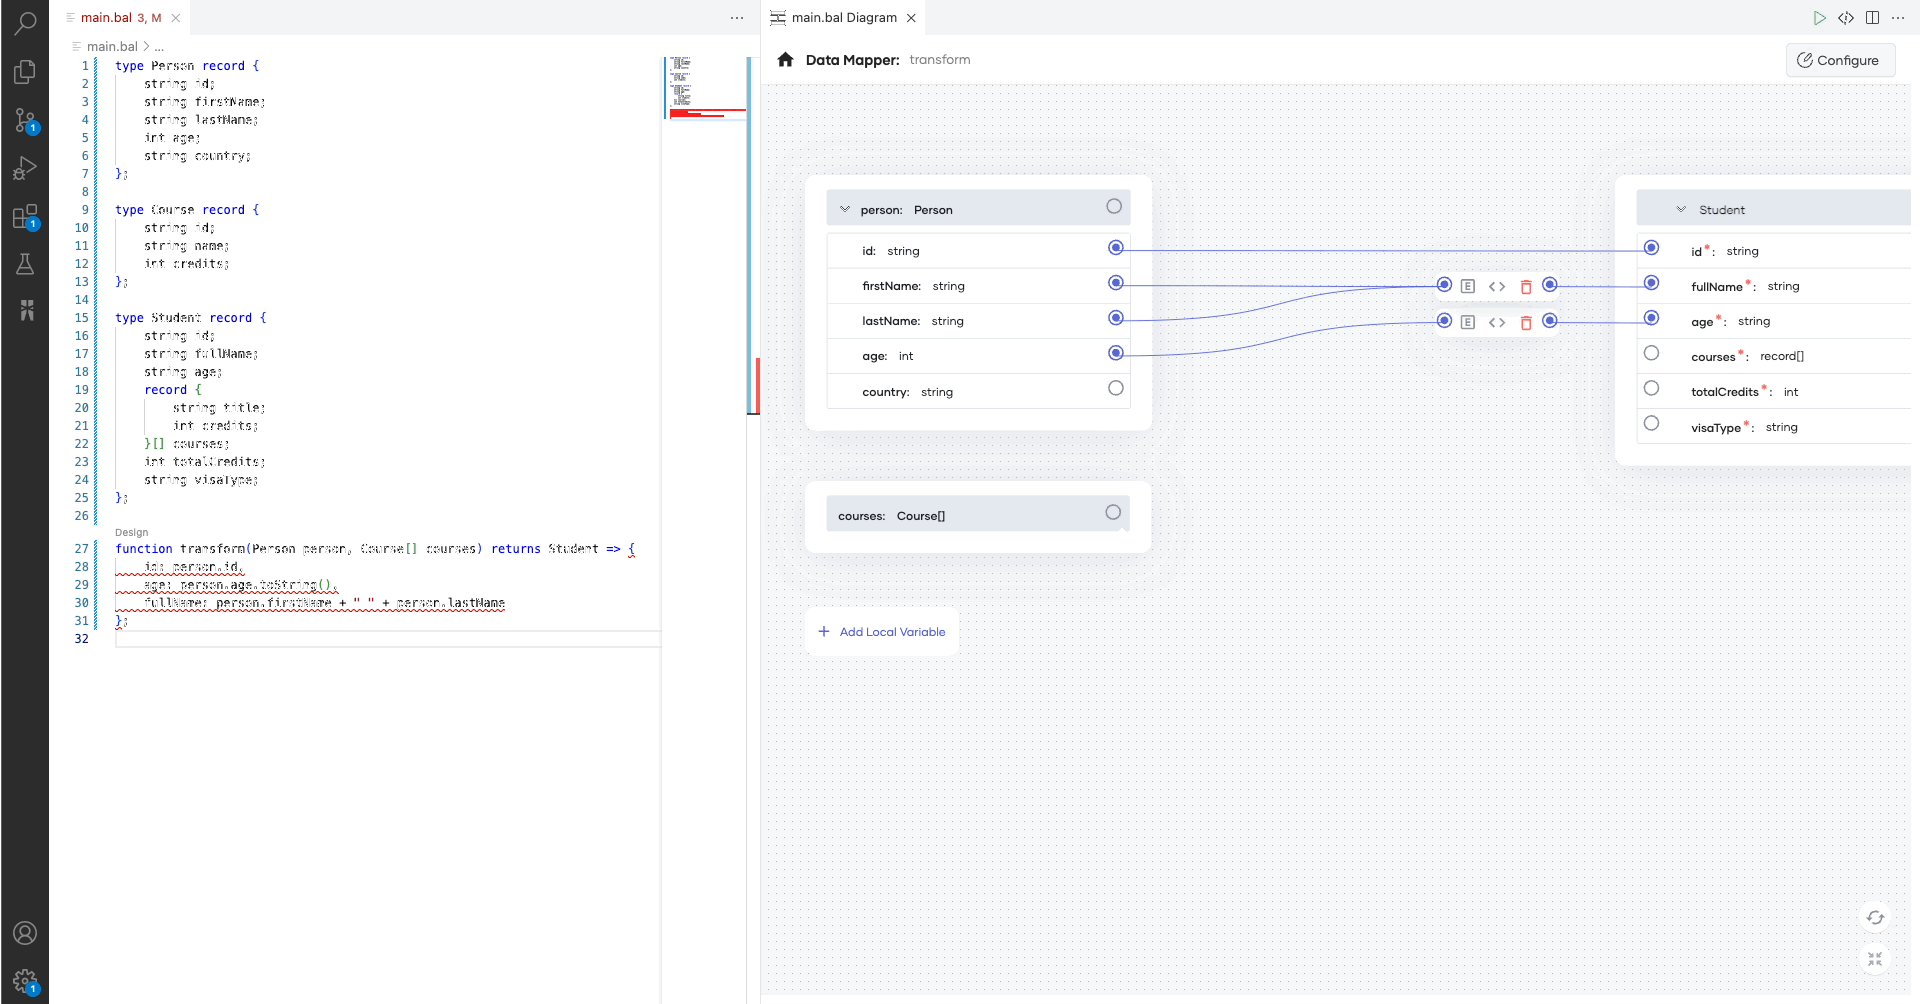 main.bal 3, M
main.bal > ...
1 type Person record {
2 string id;
3 string firstName;
4 string lastName;
5 int age;
6 string country;
7 };
8
9 type Course record {
10 string id;
11 string name;
12 int credits;
13 };
14
15 type Student record {
16 string id;
17 string fullName;
18 string age;
19 record {
20 string title;
21 int credits;
22 }[] courses;
23 int totalCredits;
24 string visaType;
25 };
26
Design
27 function transform(Person person, Course[] courses) returns Student => {
28 id: person.id,
29 age: person.age.toString(),
30 fullName: person.firstName + " " + person.lastName
31 };
32
1
1
1
main.bal Diagram
Data Mapper: transform
Configure
person: Person
id: string
firstName: string
lastName: string
age: int
country: string
courses: Course[]
+ Add Local Variable
E
E
Student
id*: string
fullName*: string
age*: string
courses*: record[]
totalCredits*: int
visaType*: string